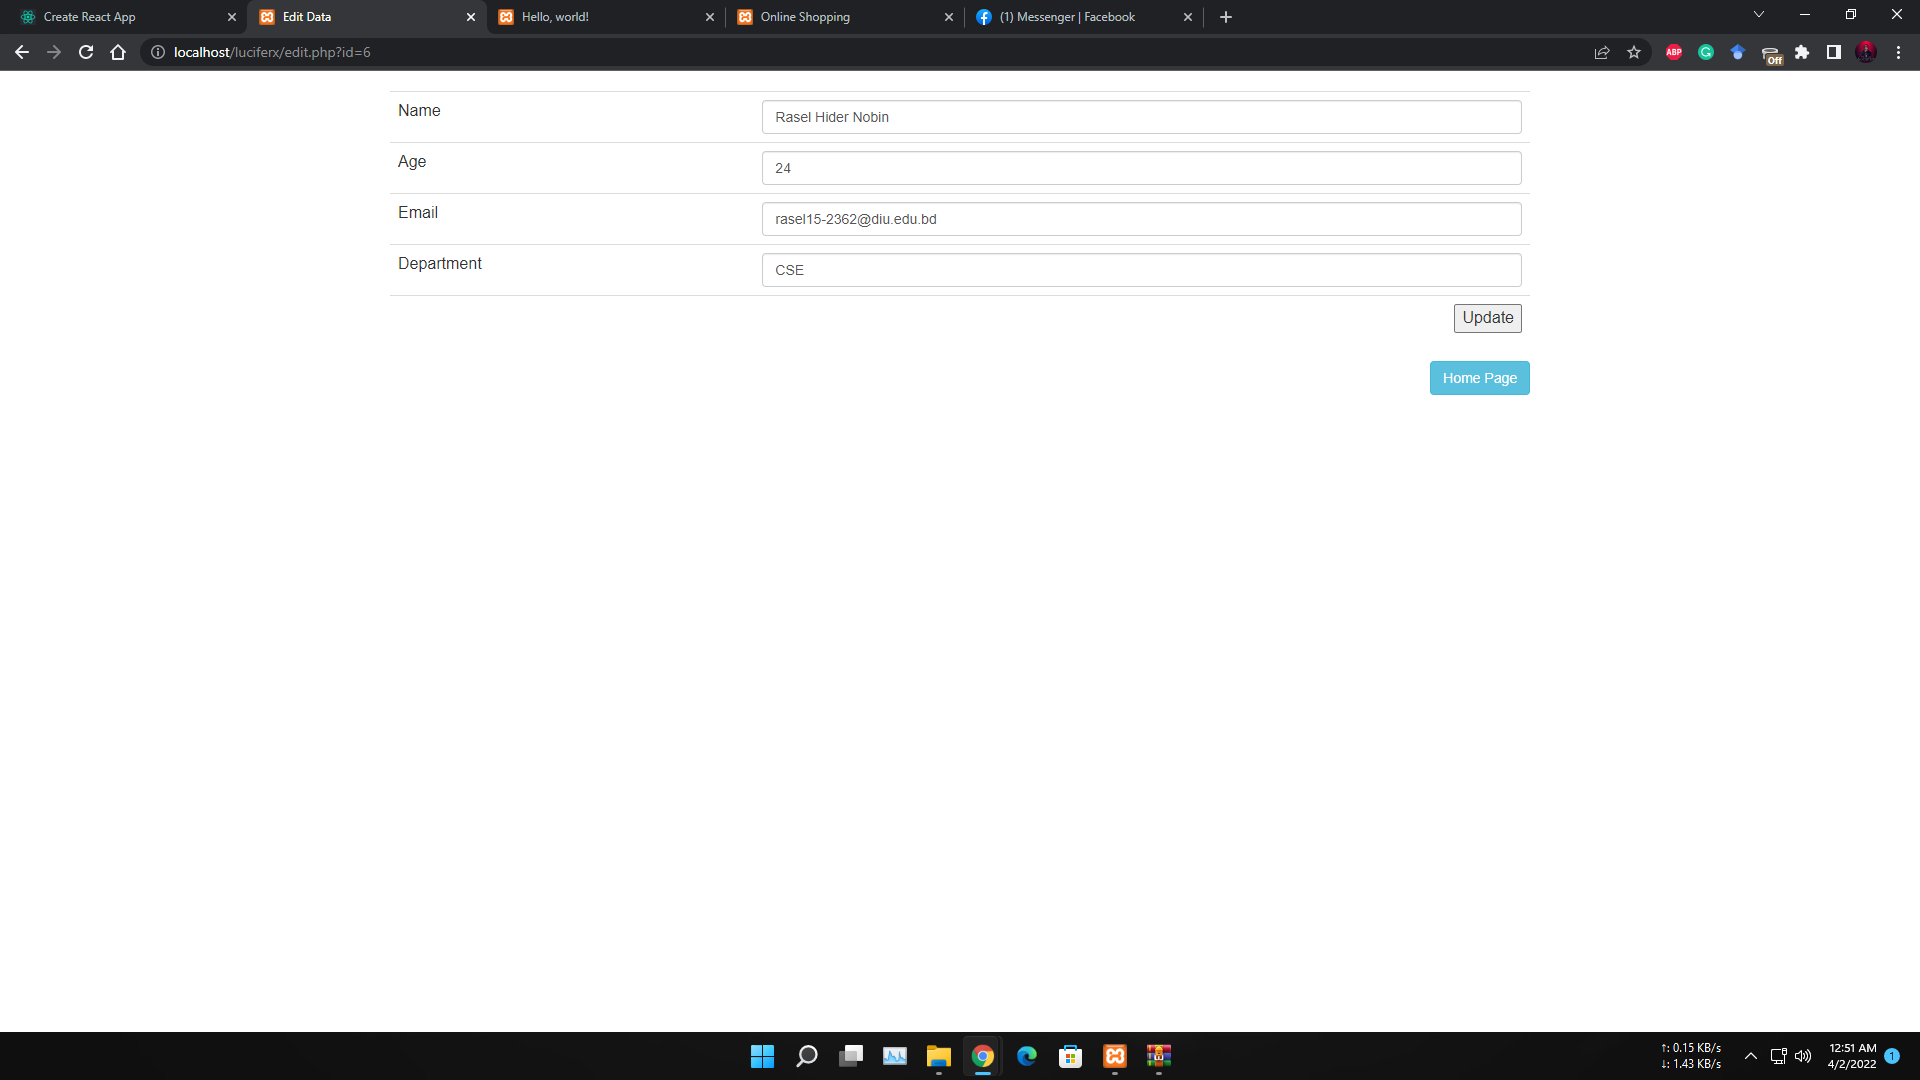 Create React App
Edit Data
Hello, world!
Online Shopping
(1) Messenger | Facebook
localhost/luciferx/edit.php?id=6
ABP
Off
Name
Rasel Hider Nobin
Age
24
Email
rasel15-2362@diu.edu.bd
Department
CSE
Update
Home Page
↑: 0.15 KB/s
↓: 1.43 KB/s
12:51 AM
4/2/2022
1